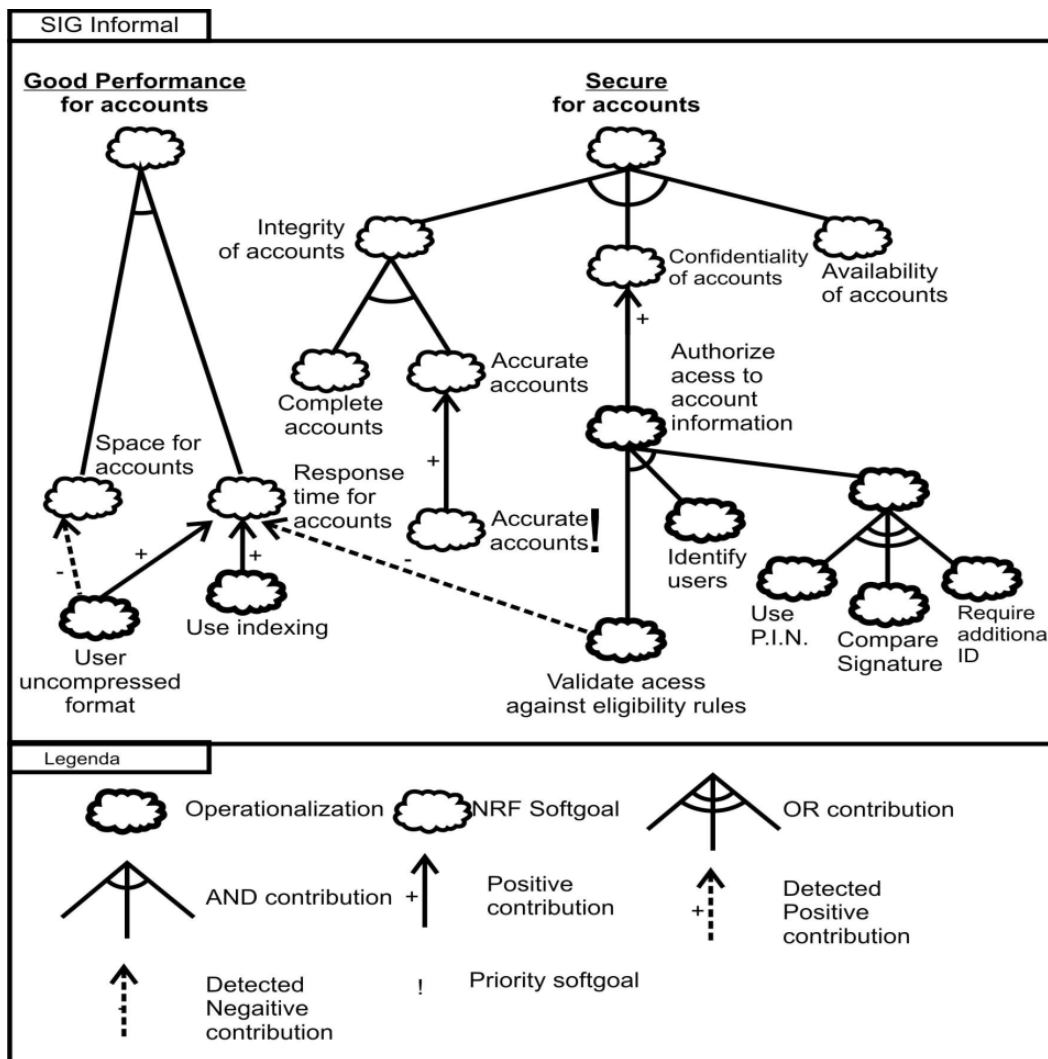 SIG Informal
Good Performance
for accounts
Secure
for accounts
Integrity
of accounts
Confidentiality
of accounts
Availability
of accounts
Complete
accounts
Accurate
accounts
Authorize
acess to
account
information
Space for
accounts
Response
time for
accounts
+
+
Accurate
accounts!
Identify
users
-
+
+
-
User
uncompressed
format
Use indexing
Validate acess
against eligibility rules
Use
P.I.N.
Compare
Signature
Require
additiona
ID
Legenda
Operationalization
NRF Softgoal
OR contribution
AND contribution
+
Positive
contribution
+
Detected
Positive
contribution
-
Detected
Negaitive
contribution
!
Priority softgoal